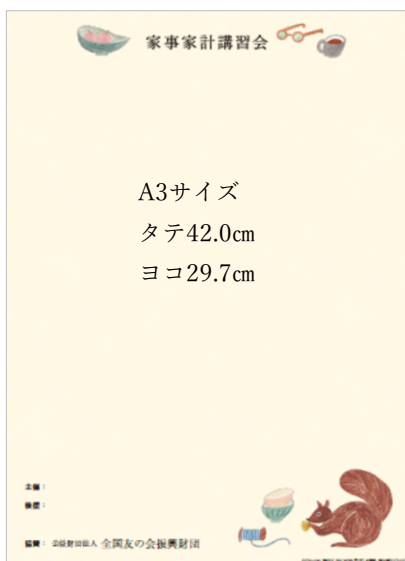 家事家計講習会
A3サイズ
タテ42.0㎝
ヨコ29.7㎝
主催：
後援：
協賛： 公益財団法人 全国友の会振興財団